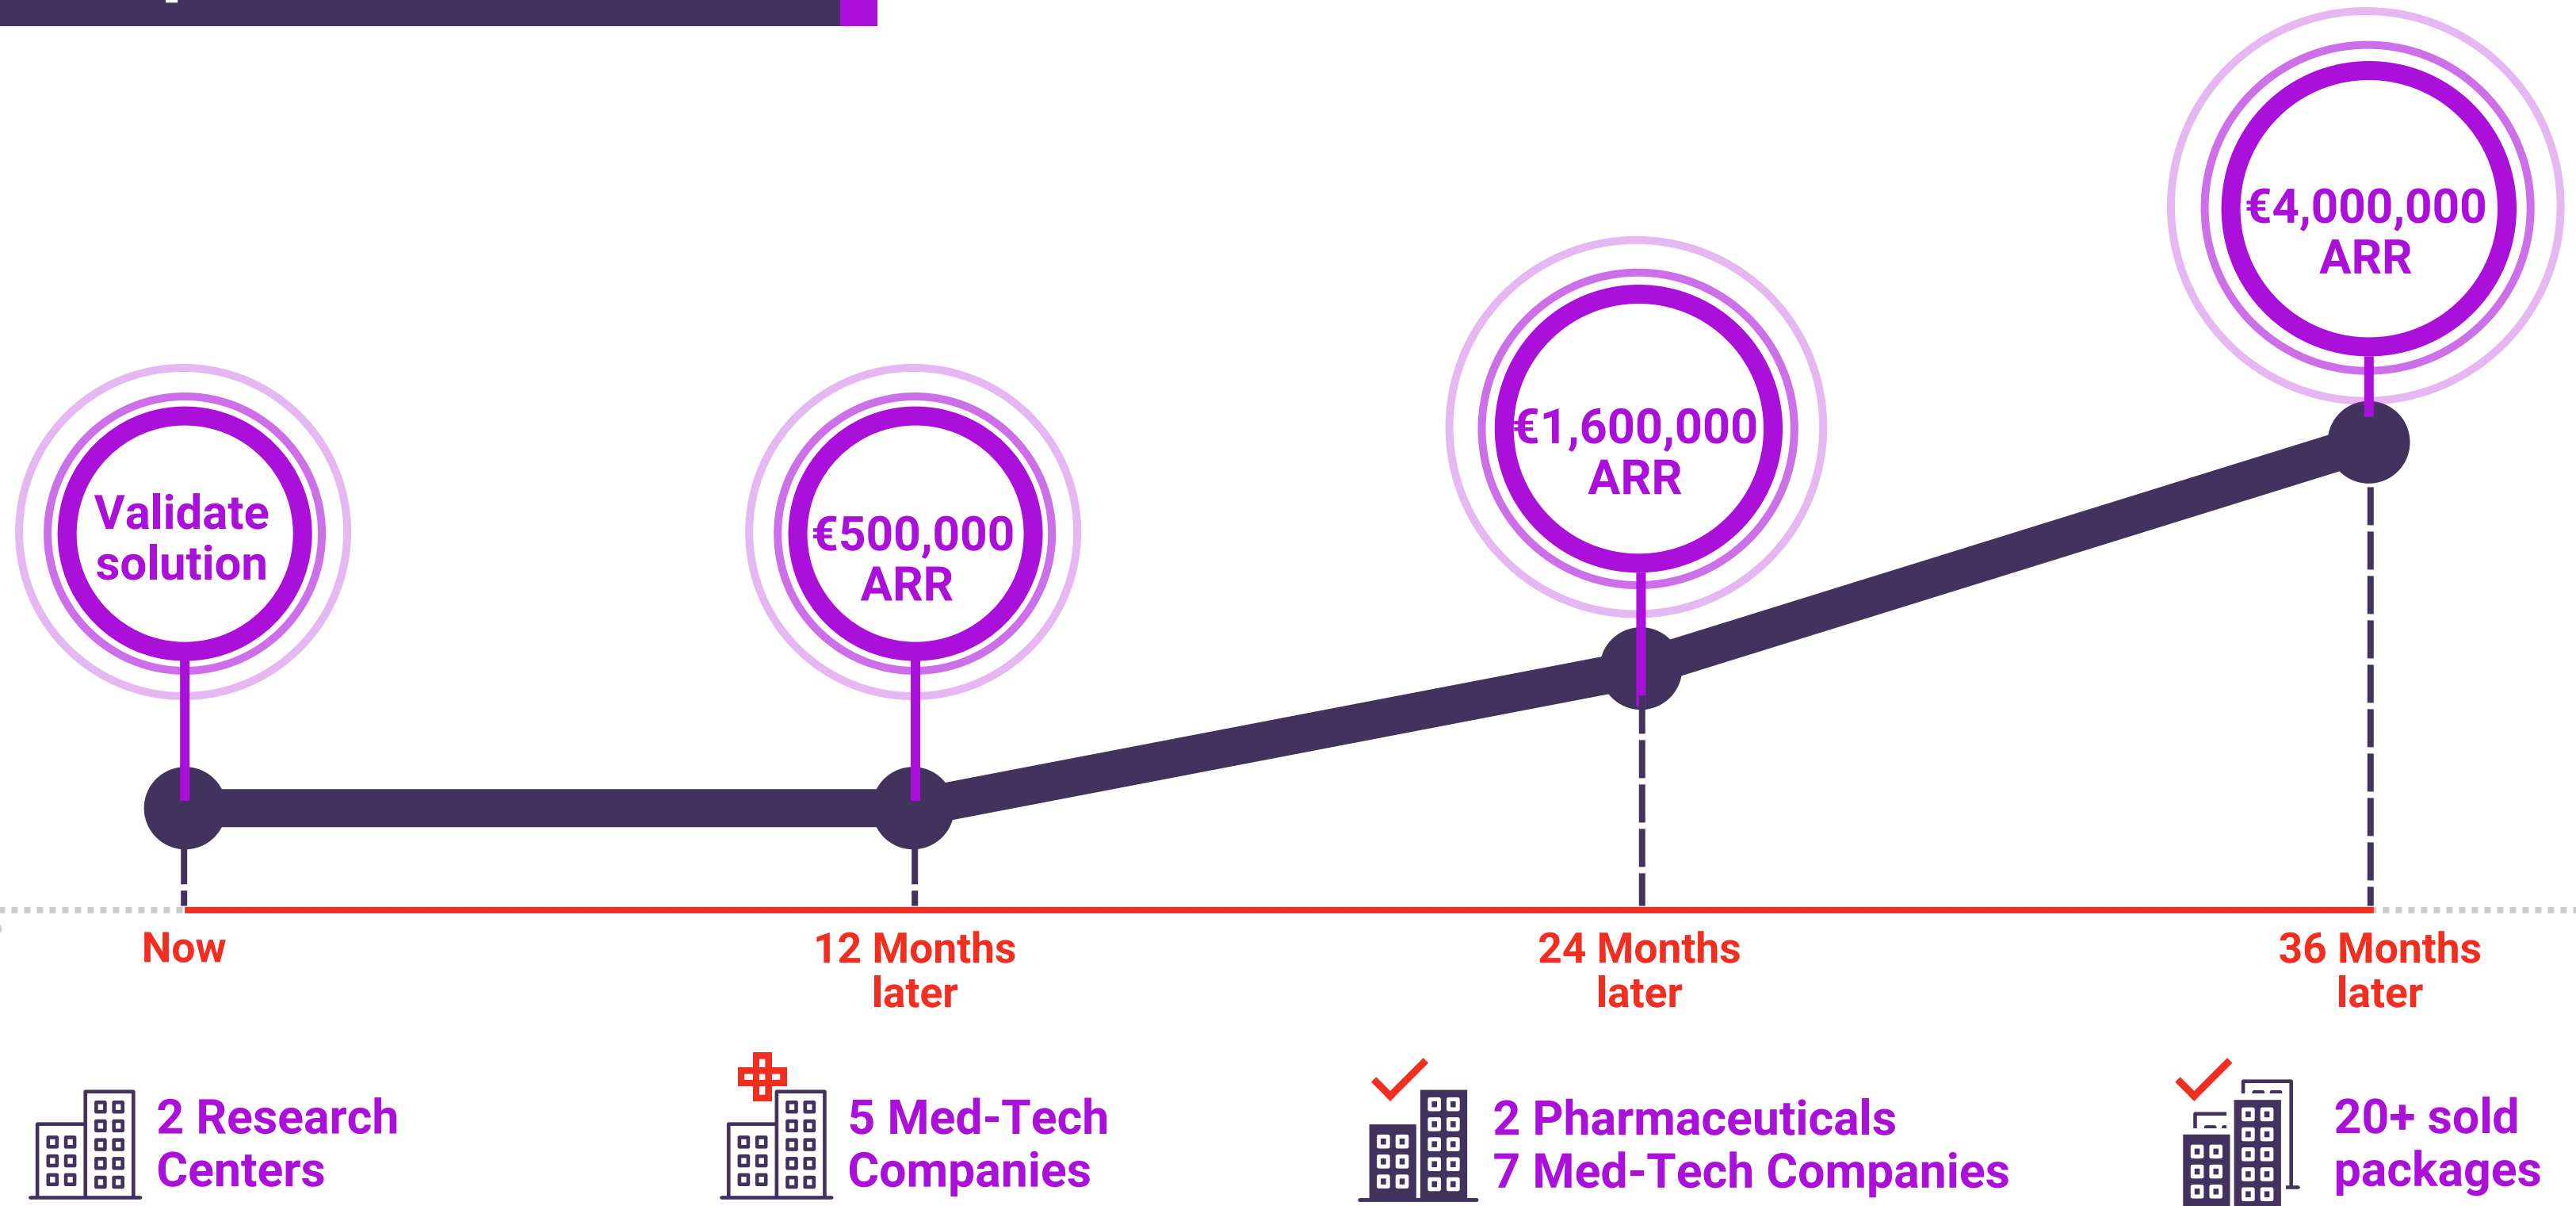 Validate
solution
€500,000
ARR
€1,600,000
ARR
€4,000,000
ARR
Now
12 Months
later
24 Months
later
36 Months
later
2 Research
Centers
5 Med-Tech
Companies
2 Pharmaceuticals
7 Med-Tech Companies
20+ sold
packages